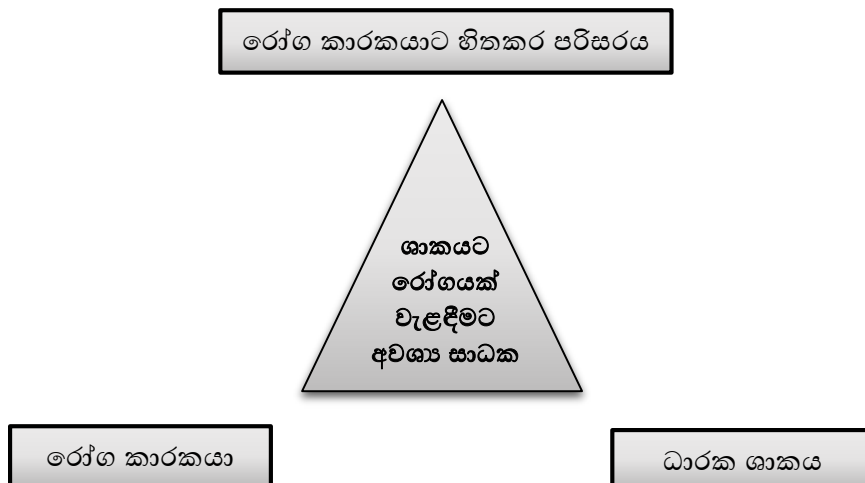 රෝග කාරකයාට හිතකර පරිසරය
ශාකයට
රෝගයක්
වැළඳීමට
අවශ්‍ය සාධක
රෝග කාරකයා
ධාරක ශාකය